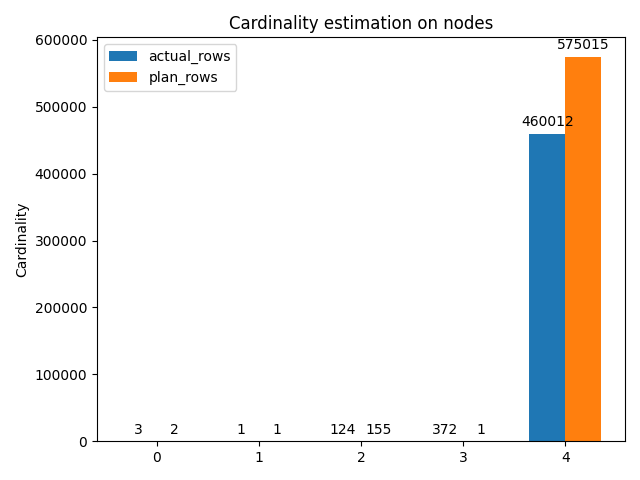 Cardinality estimation on nodes
actual_rows
plan_rows
Cardinality
600000
500000
400000
300000
200000
100000
0
3 2 1 1 124 155 372 1 460012 575015
0 1 2 3 4